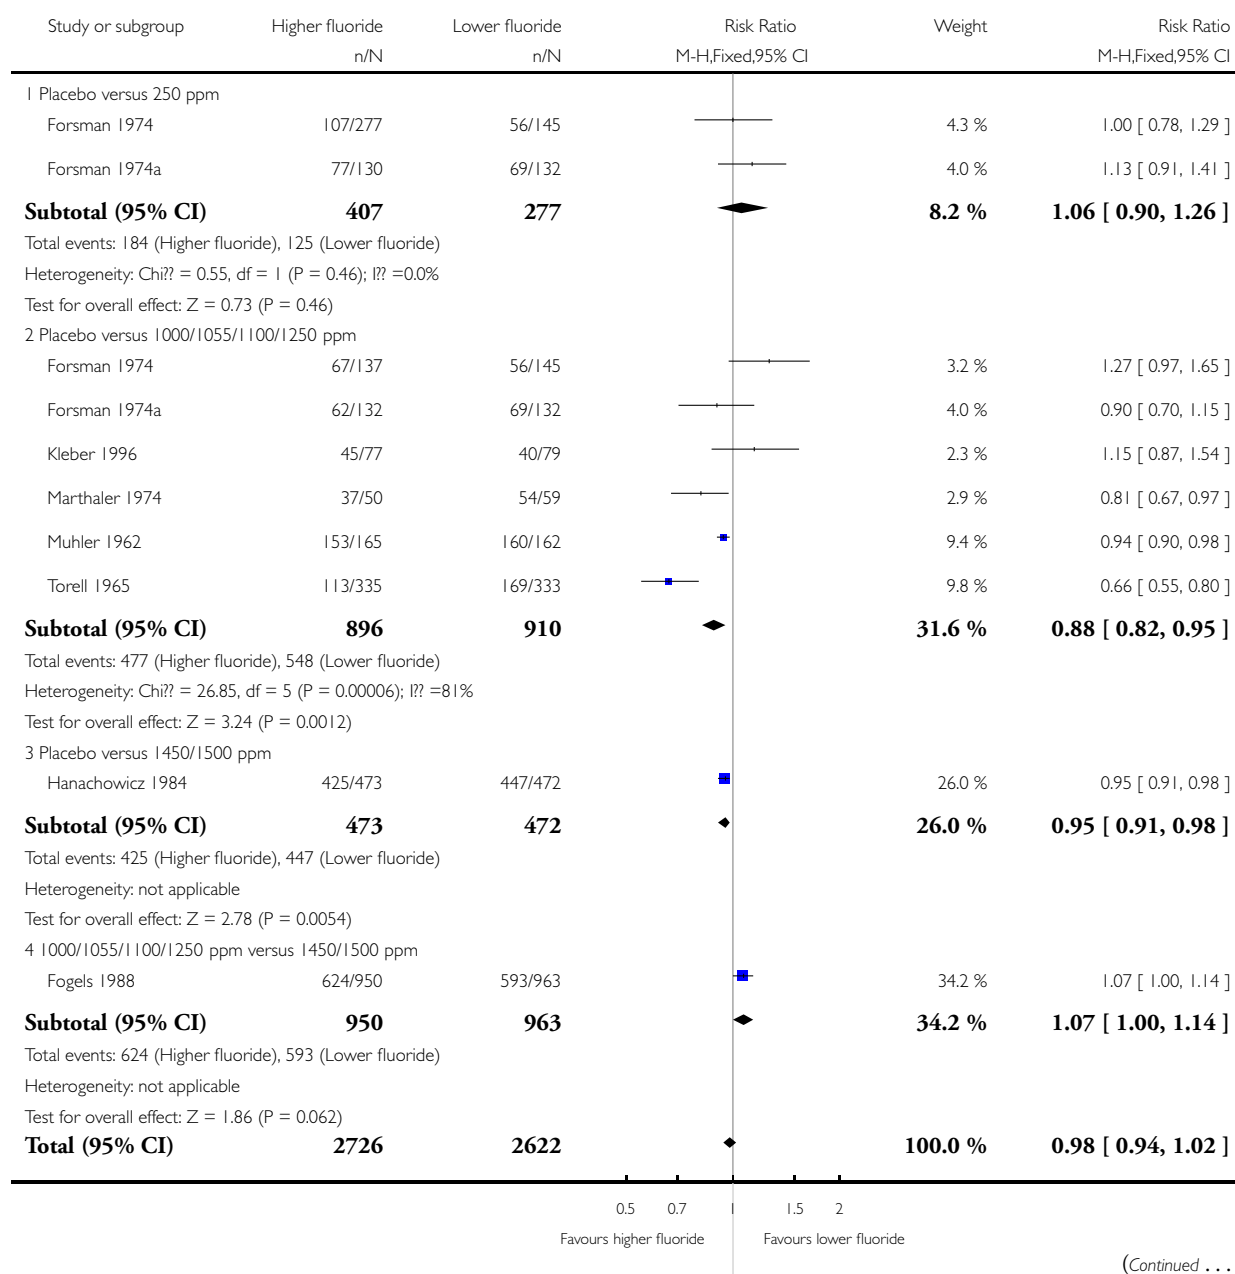 Study or subgroup Higher fluoride Lower fluoride Risk Ratio Weight Risk Ratio
n/N n/N M-H,Fixed,95% CI M-H,Fixed,95% CI
1 Placebo versus 250 ppm
Forsman 1974 107/277 56/145 4.3 % 1.00 [ 0.78, 1.29 ]
Forsman 1974a 77/130 69/132 4.0 % 1.13 [ 0.91, 1.41 ]
Subtotal (95% CI) 407 277 8.2 % 1.06 [ 0.90, 1.26 ]
Total events: 184 (Higher fluoride), 125 (Lower fluoride)
Heterogeneity: Chi?? = 0.55, df = 1 (P = 0.46); I?? =0.0%
Test for overall effect: Z = 0.73 (P = 0.46)
2 Placebo versus 1000/1055/1100/1250 ppm
Forsman 1974 67/137 56/145 3.2 % 1.27 [ 0.97, 1.65 ]
Forsman 1974a 62/132 69/132 4.0 % 0.90 [ 0.70, 1.15 ]
Kleber 1996 45/77 40/79 2.3 % 1.15 [ 0.87, 1.54 ]
Marthaler 1974 37/50 54/59 2.9 % 0.81 [ 0.67, 0.97 ]
Muhler 1962 153/165 160/162 9.4 % 0.94 [ 0.90, 0.98 ]
Torell 1965 113/335 169/333 9.8 % 0.66 [ 0.55, 0.80 ]
Subtotal (95% CI) 896 910 31.6 % 0.88 [ 0.82, 0.95 ]
Total events: 477 (Higher fluoride), 548 (Lower fluoride)
Heterogeneity: Chi?? = 26.85, df = 5 (P = 0.00006); I?? =81%
Test for overall effect: Z = 3.24 (P = 0.0012)
3 Placebo versus 1450/1500 ppm
Hanachowicz 1984 425/473 447/472 26.0 % 0.95 [ 0.91, 0.98 ]
Subtotal (95% CI) 473 472 26.0 % 0.95 [ 0.91, 0.98 ]
Total events: 425 (Higher fluoride), 447 (Lower fluoride)
Heterogeneity: not applicable
Test for overall effect: Z = 2.78 (P = 0.0054)
4 1000/1055/1100/1250 ppm versus 1450/1500 ppm
Fogels 1988 624/950 593/963 34.2 % 1.07 [ 1.00, 1.14 ]
Subtotal (95% CI) 950 963 34.2 % 1.07 [ 1.00, 1.14 ]
Total events: 624 (Higher fluoride), 593 (Lower fluoride)
Heterogeneity: not applicable
Test for overall effect: Z = 1.86 (P = 0.062)
Total (95% CI) 2726 2622 100.0 % 0.98 [ 0.94, 1.02 ]
0.5 0.7 1 1.5 2
Favours higher fluoride Favours lower fluoride
(Continued . . .